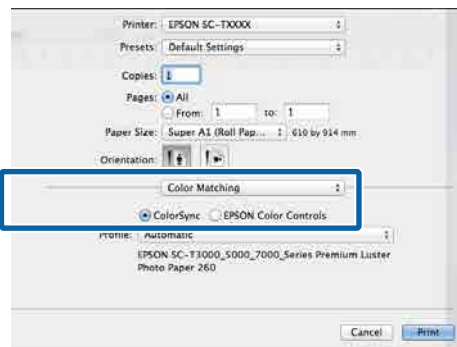 Printer: EPSON SC-TXXXX
Presets: Default Settings
Copies: 1
Pages: All
From: 1 to: 1
Paper Size: Super A1 (Roll Pap... 610 by 914 mm
Orientation:
Color Matching
ColorSync EPSON Color Controls
Profile: Automatic
EPSON SC-T3000_5000_7000_Series Premium Luster
Photo Paper 260
Cancel Print